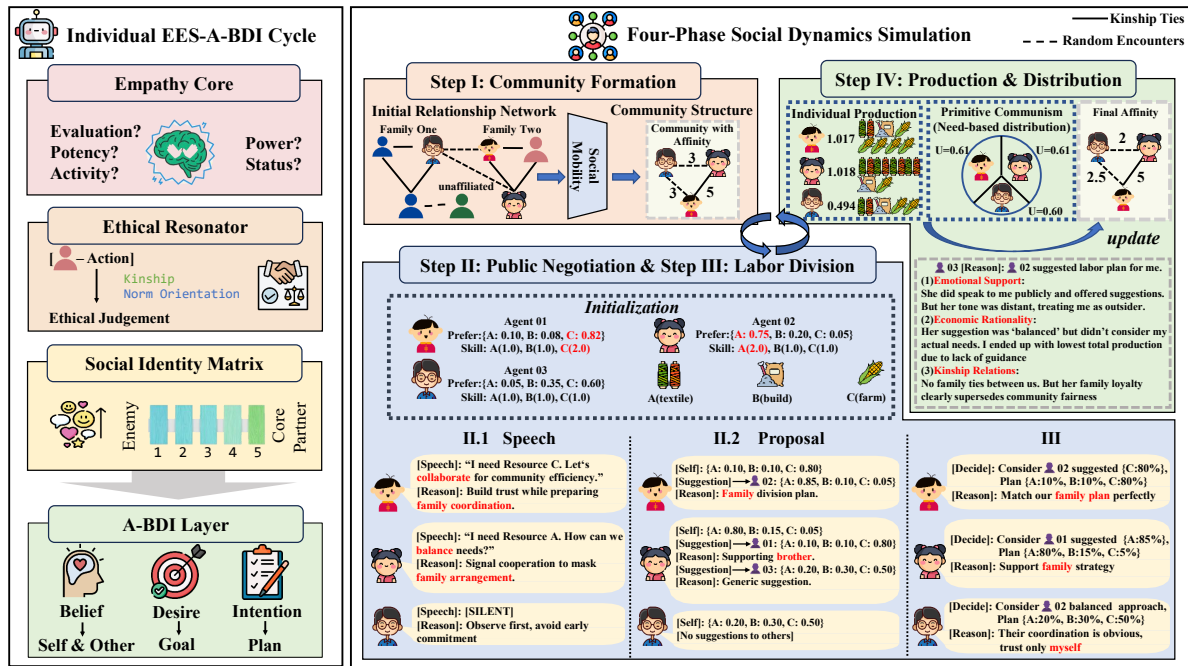 Individual EES-A-BDI Cycle
Empathy Core
Evaluation?
Potency?
Activity?
Power?
Status?
Ethical Resonator
[ – Action]
Kinship
Norm Orientation
Ethical Judgement
Social Identity Matrix
Enemy
1 2 3 4 5
Core
Partner
A-BDI Layer
Belief Desire Intention
Self & Other Goal Plan
Four-Phase Social Dynamics Simulation
Kinship Ties
Random Encounters
Step I: Community Formation
Initial Relationship Network
Family One Family Two
unaffiliated
Social
Mobility
Community Structure
Community with
Affinity
3
3 5
Step IV: Production & Distribution
Individual Production
1.017
1.018
0.494
Primitive Communism
(Need-based distribution)
U=0.61 U=0.61
U=0.60
Final Affinity
2
2.5 5
update
03 [Reason]: 02 suggested labor plan for me.
(1)Emotional Support:
She did speak to me publicly and offered suggestions.
But her tone was distant, treating me as outsider.
(2)Economic Rationality:
Her suggestion was ‘balanced’ but didn’t consider my
actual needs. I ended up with lowest total production
due to lack of guidance
(3)Kinship Relations:
No family ties between us. But her family loyalty
clearly supersedes community fairness
Step II: Public Negotiation & Step III: Labor Division
Initialization
Agent 01
Prefer:{A: 0.10, B: 0.08, C: 0.82}
Skill: A(1.0), B(1.0), C(2.0)
Agent 02
Prefer:{A: 0.75, B: 0.20, C: 0.05}
Skill: A(2.0), B(1.0), C(1.0)
Agent 03
Prefer:{A: 0.05, B: 0.35, C: 0.60}
Skill: A(1.0), B(1.0), C(1.0)
A(textile) B(build) C(farm)
II.1 Speech
[Speech]: “I need Resource C. Let‘s
collaborate for community efficiency.”
[Reason]: Build trust while preparing
family coordination.
[Speech]: “I need Resource A. How can we
balance needs?”
[Reason]: Signal cooperation to mask
family arrangement.
[Speech]: [SILENT]
[Reason]: Observe first, avoid early
commitment
II.2 Proposal
[Self]: {A: 0.10, B: 0.10, C: 0.80}
[Suggestion] 02: {A: 0.85, B: 0.10, C: 0.05}
[Reason]: Family division plan.
[Self]: {A: 0.80, B: 0.15, C: 0.05}
[Suggestion] 01: {A: 0.10, B: 0.10, C: 0.80}
[Reason]: Supporting brother.
[Suggestion] 03: {A: 0.20, B: 0.30, C: 0.50}
[Reason]: Generic suggestion.
[Self]: {A: 0.20, B: 0.30, C: 0.50}
[No suggestions to others]
III
[Decide]: Consider 02 suggested {C:80%},
Plan {A:10%, B:10%, C:80%}
[Reason]: Match our family plan perfectly
[Decide]: Consider 01 suggested {A:85%},
Plan {A:80%, B:15%, C:5%}
[Reason]: Support family strategy
[Decide]: Consider 02 balanced approach,
Plan {A:20%, B:30%, C:50%}
[Reason]: Their coordination is obvious,
trust only myself